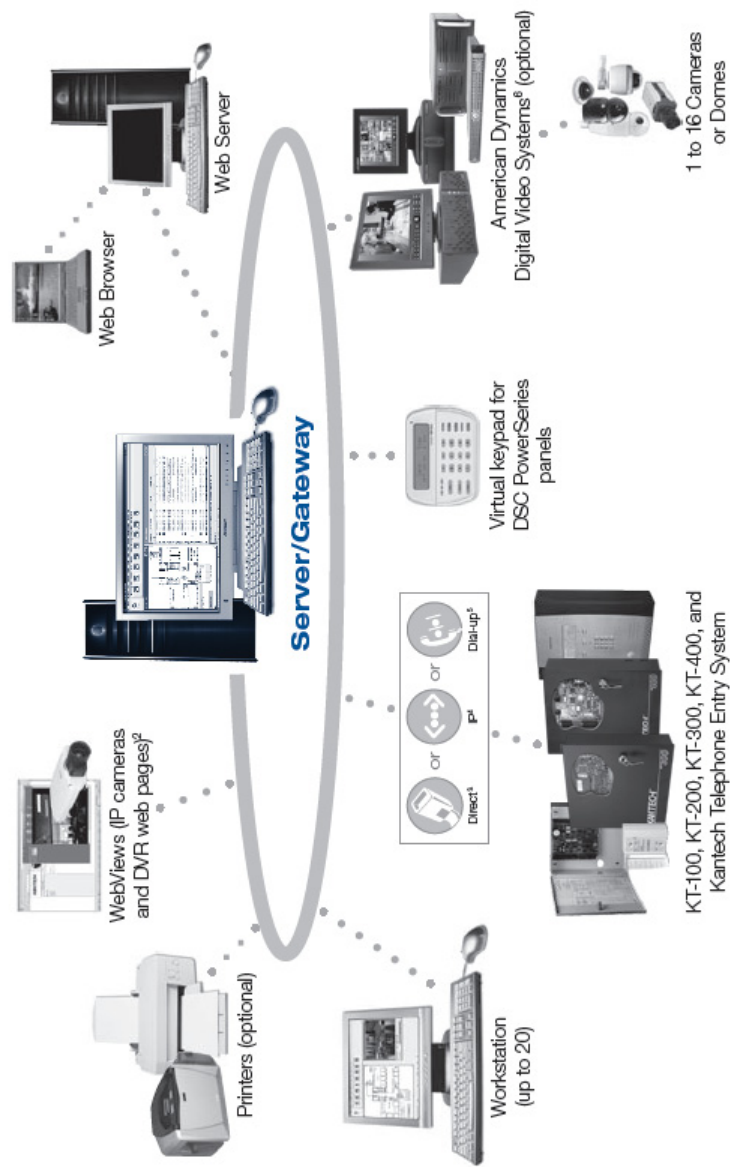 Printers (optional)
WebViews (IP cameras
and DVR web pages)²
Web Browser
Web Server
Server/Gateway
Workstation
(up to 20)
Direct³
or
IP⁴
or
Dial-up⁵
KANTECH
KT-100, KT-200, KT-300, KT-400, and
Kantech Telephone Entry System
Virtual keypad for
DSC PowerSeries
panels
American Dynamics
Digital Video Systems⁶ (optional)
1 to 16 Cameras
or Domes